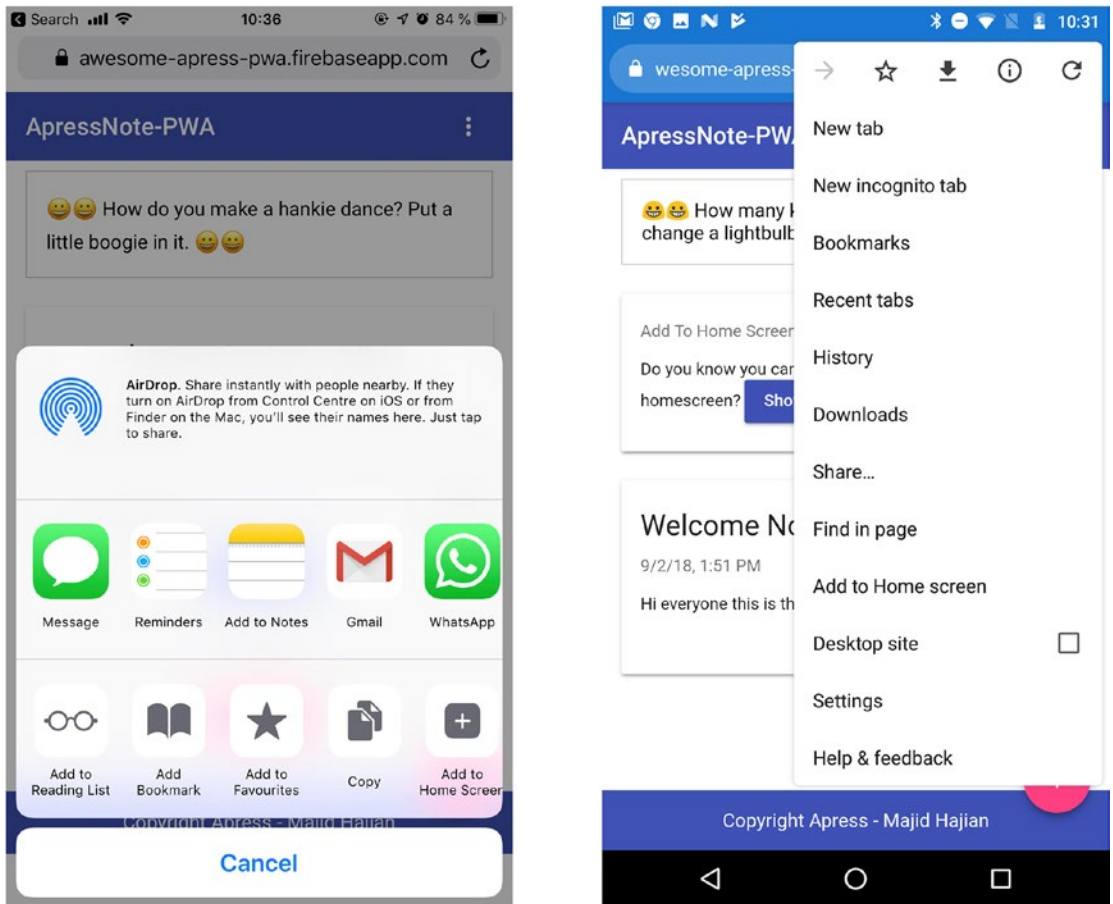 Search 10:36 84 %
awesome-apress-pwa.firebaseapp.com
ApressNote-PWA
😀😀 How do you make a hankie dance? Put a
little boogie in it. 😀😀
AirDrop. Share instantly with people nearby. If they
turn on AirDrop from Control Centre on iOS or from
Finder on the Mac, you'll see their names here. Just tap
to share.
Message Reminders Add to Notes Gmail WhatsApp
Add to Reading List
Add Bookmark
Add to Favourites
Copy
Add to Home Screen
Copyright Apress - Majid Hajian
Cancel
10:31
wesome-apress-
ApressNote-PWA
😀😀 How many
change a lightbulb
Add To Home Screen
Do you know you can
homescreen? Sho
Welcome No
9/2/18, 1:51 PM
Hi everyone this is th
New tab
New incognito tab
Bookmarks
Recent tabs
History
Downloads
Share...
Find in page
Add to Home screen
Desktop site
Settings
Help & feedback
Copyright Apress - Majid Hajian